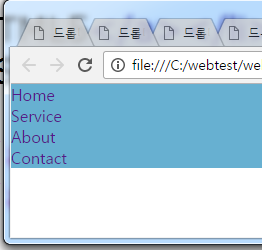 드롭
드롭
드롭
드롭
file:///C:/webtest/we
Home
Service
About
Contact